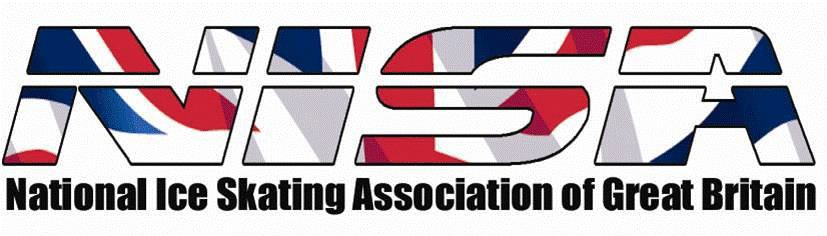 NISA
National Ice Skating Association of Great Britain